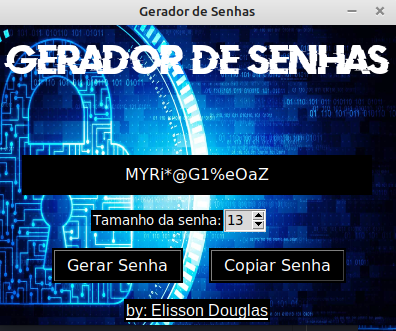 Gerador de Senhas
GERADOR DE SENHAS
MYRi*@G1%eOaZ
Tamanho da senha: 13
Gerar Senha
Copiar Senha
by: Elisson Douglas